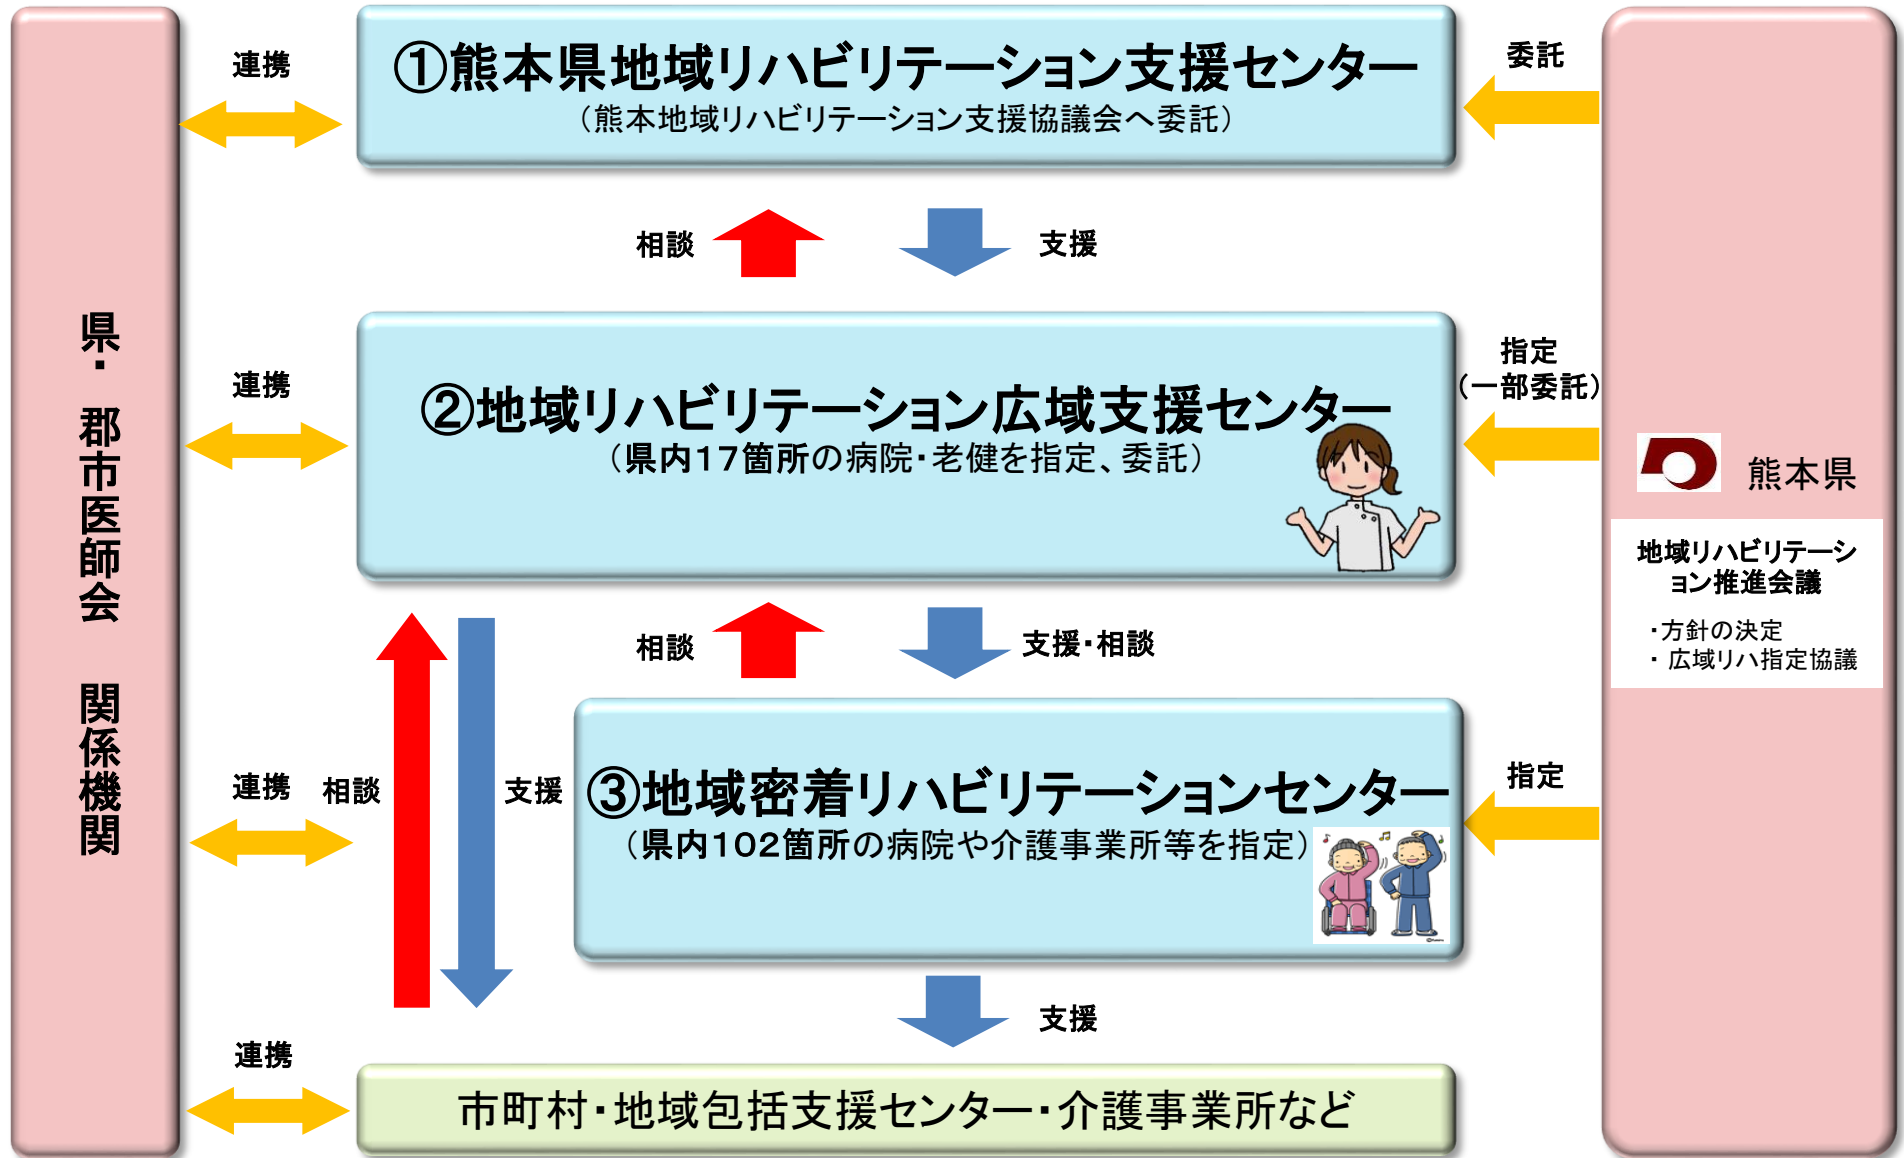 県・郡市医師会　関係機関
連携
①熊本県地域リハビリテーション支援センター
（熊本地域リハビリテーション支援協議会へ委託）
委託
相談
支援
連携
②地域リハビリテーション広域支援センター
（県内17箇所の病院・老健を指定、委託）
指定
（一部委託）
熊本県
地域リハビリテーシ
ョン推進会議
・方針の決定
・広域リハ指定協議
相談
支援・相談
連携
相談
支援
③地域密着リハビリテーションセンター
（県内102箇所の病院や介護事業所等を指定）
指定
支援
連携
市町村・地域包括支援センター・介護事業所など